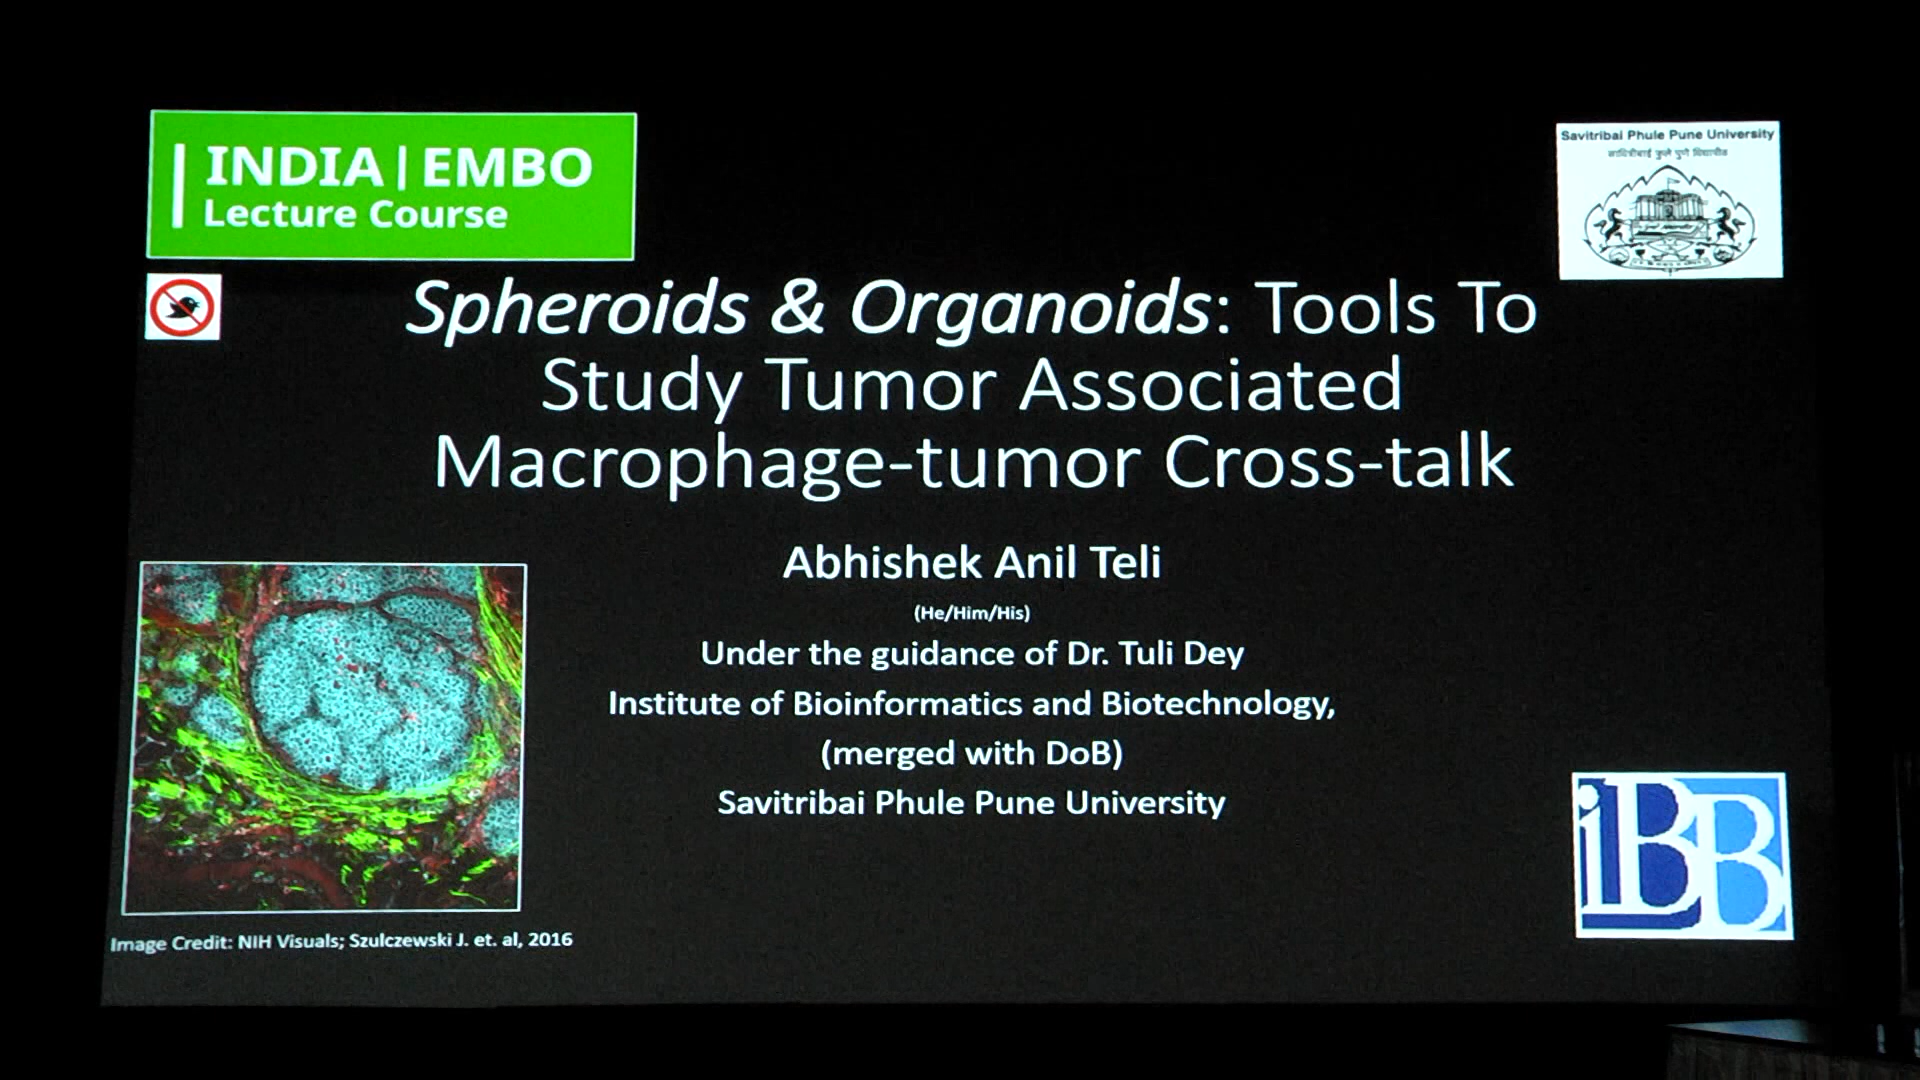 INDIA | EMBO
Lecture Course
Savitribai Phule Pune University
सावित्रीबाई फुले पुणे विद्यापीठ
Spheroids & Organoids: Tools To
Study Tumor Associated
Macrophage-tumor Cross-talk
Abhishek Anil Teli
(He/Him/His)
Under the guidance of Dr. Tuli Dey
Institute of Bioinformatics and Biotechnology,
(merged with DoB)
Savitribai Phule Pune University
iBB
Image Credit: NIH Visuals; Szulczewski J. et. al, 2016